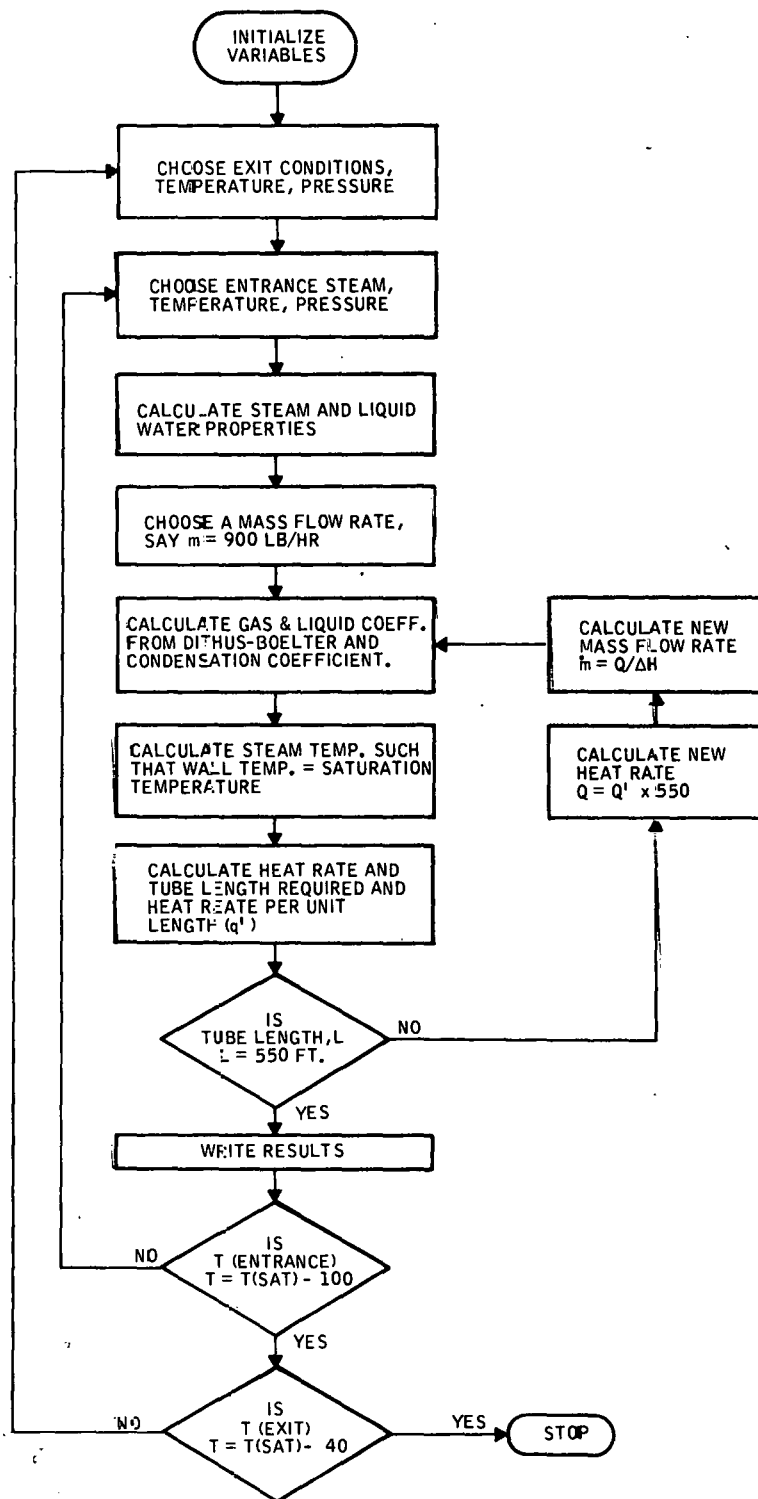 INITIALIZE
VARIABLES
CHOOSE EXIT CONDITIONS,
TEMPERATURE, PRESSURE
CHOOSE ENTRANCE STEAM,
TEMPERATURE, PRESSURE
CALCULATE STEAM AND LIQUID
WATER PROPERTIES
CHOOSE A MASS FLOW RATE,
SAY m = 900 LB/HR
CALCULATE GAS & LIQUID COEFF.
FROM DITHUS-BOELTER AND
CONDENSATION COEFFICIENT.
CALCULATE NEW
MASS FLOW RATE
ṁ = Q/ΔH
CALCULATE STEAM TEMP. SUCH
THAT WALL TEMP. = SATURATION
TEMPERATURE
CALCULATE NEW
HEAT RATE
Q = Q' x 550
CALCULATE HEAT RATE AND
TUBE LENGTH REQUIRED AND
HEAT REATE PER UNIT
LENGTH (q')
IS
TUBE LENGTH, L
L = 550 FT.
NO
YES
WRITE RESULTS
IS
T (ENTRANCE)
T = T(SAT) - 100
NO
YES
IS
T (EXIT)
T = T(SAT) - 40
NO
YES
STOP